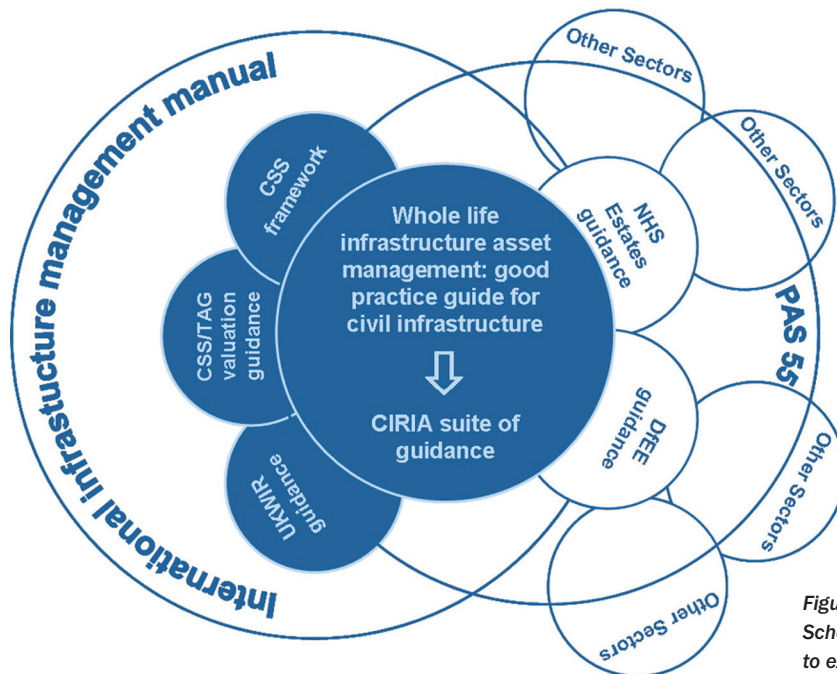 International infrastucture management manual
CSS
framework
CSS/TAG
valuation
guidance
UKWIR
guidance
Whole life
infrastructure asset
management: good
practice guide for
civil infrastructure
CIRIA suite of
guidance
NHS
Estates
guidance
DfEE
guidance
PAS 55
Other Sectors
Other Sectors
Other Sectors
Other Sectors